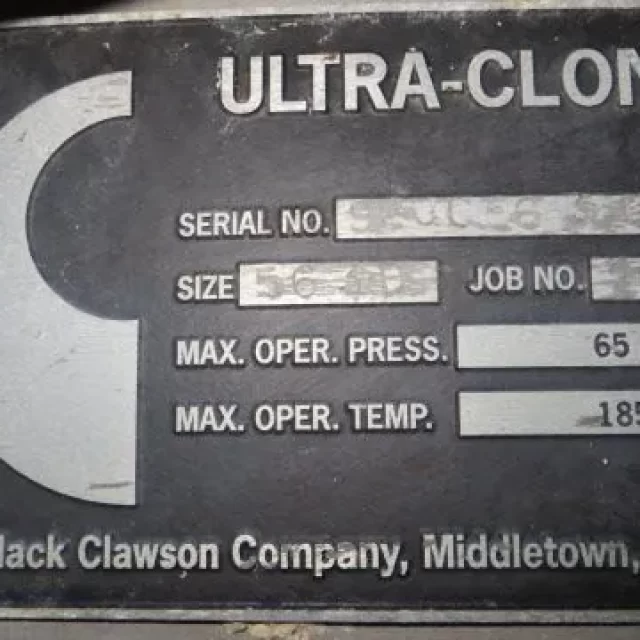 ULTRA-CLON
SERIAL NO.
SIZE JOB NO.
MAX. OPER. PRESS. 65
MAX. OPER. TEMP. 185
lack Clawson Company, Middletown,